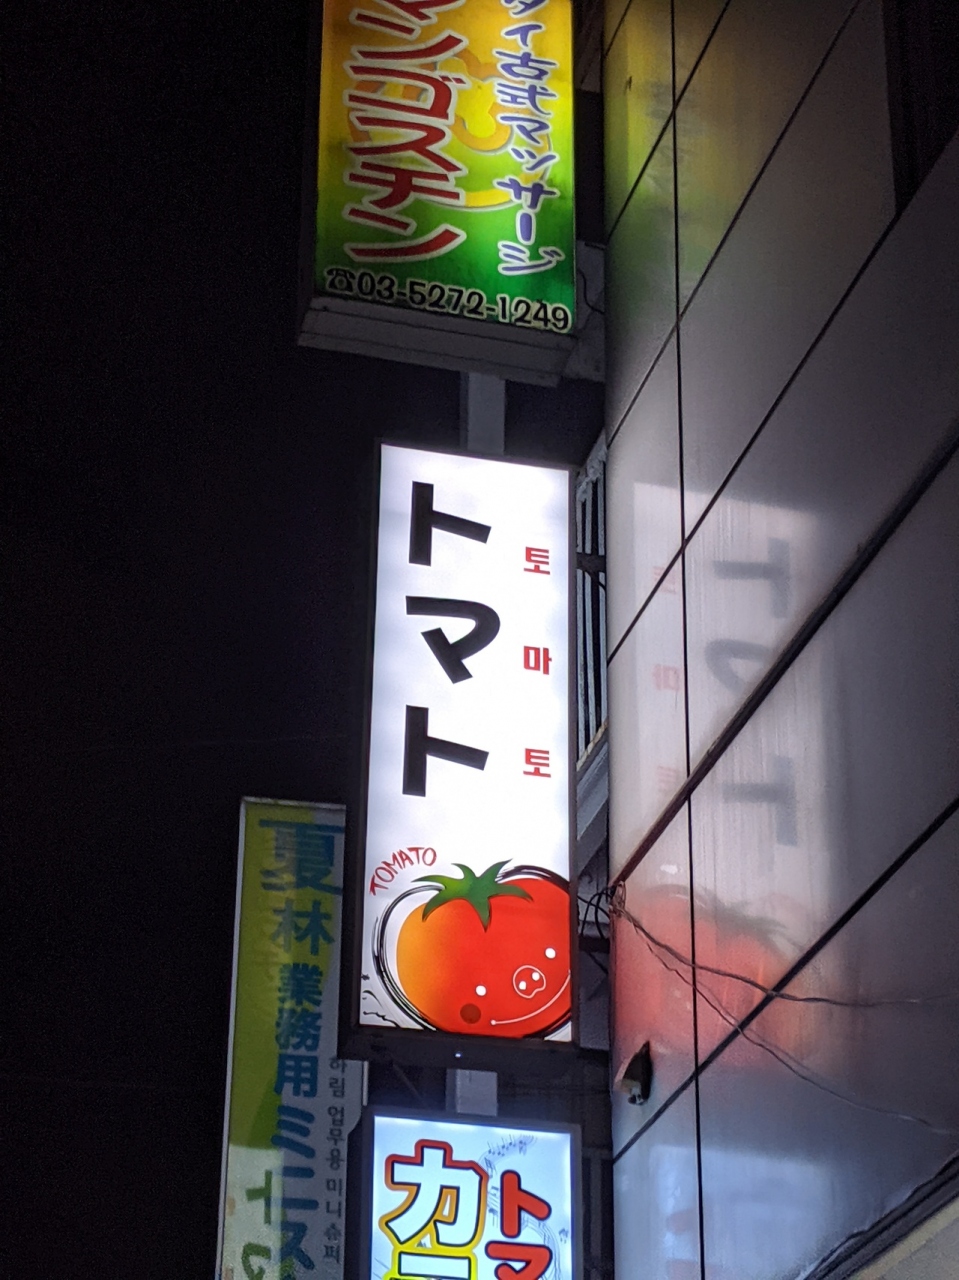 タイ古式マッサージ
マンゴスチン
☎03-5272-1249
トマト
토마토
TOMATO
夏林業務用ミニス
하림업무용미니슈퍼
トマ
カラ